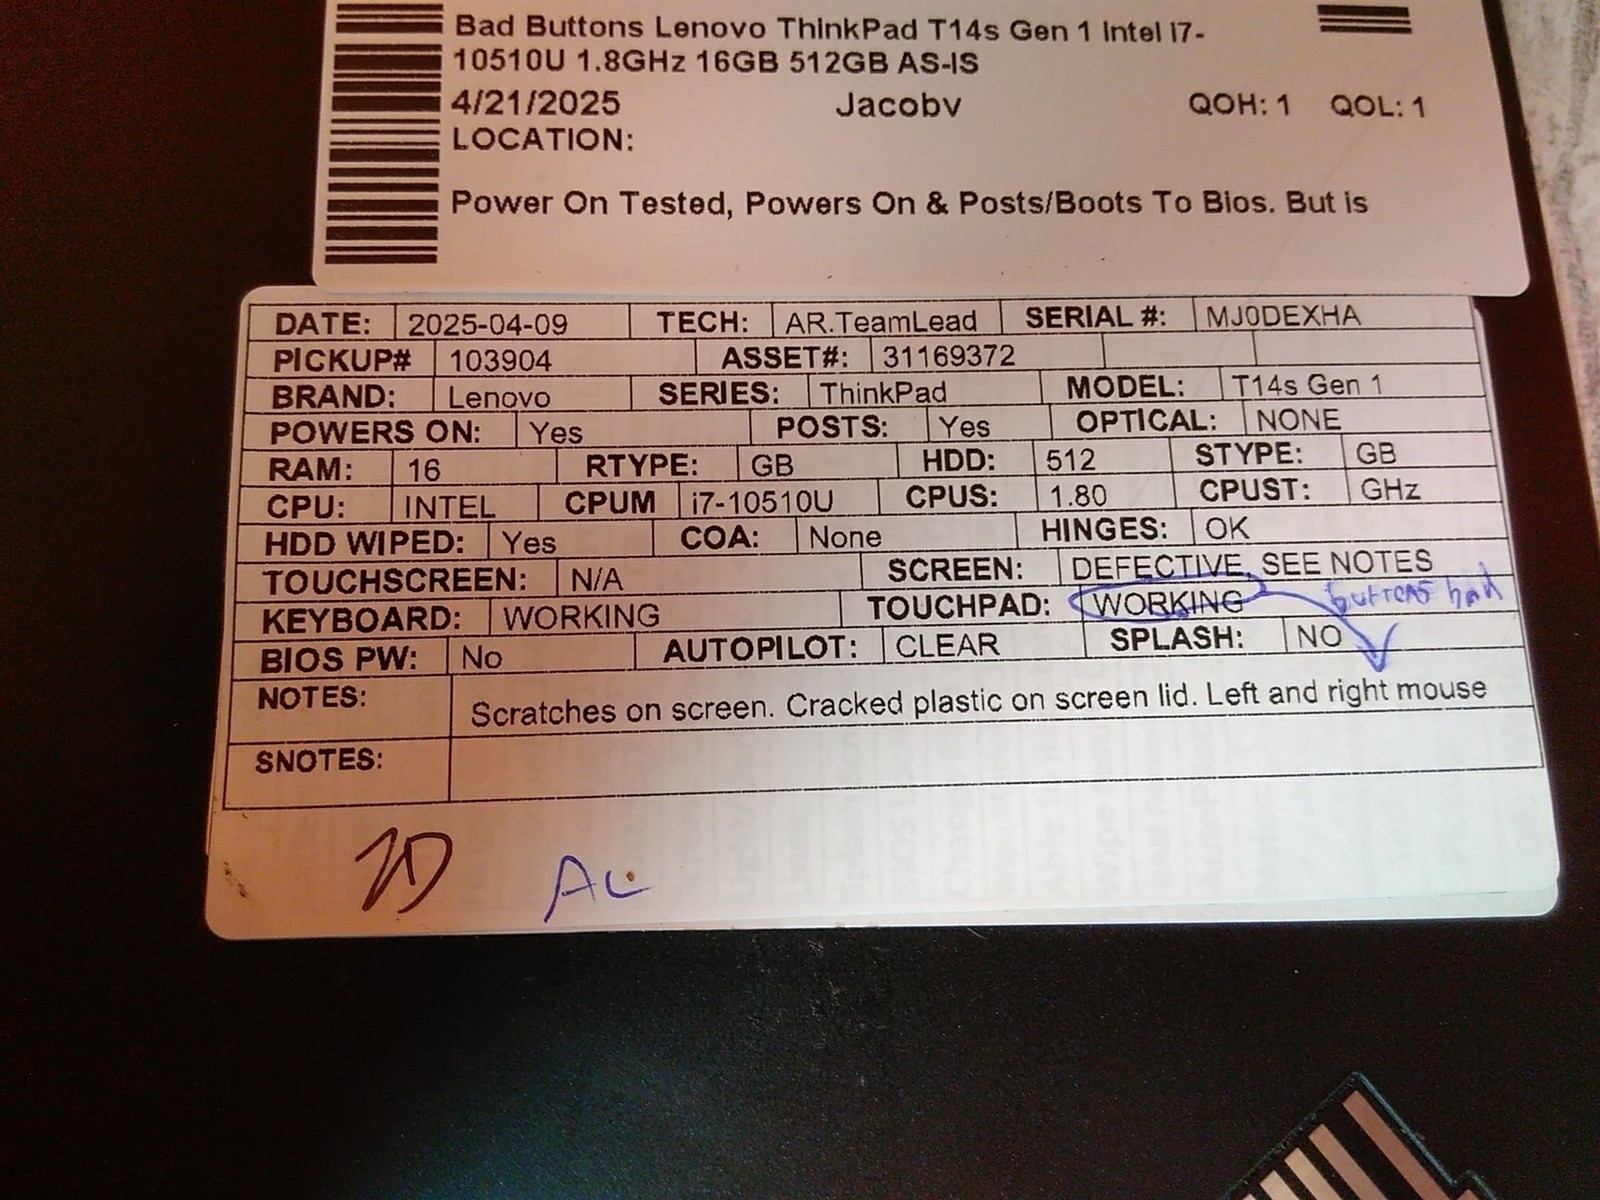 Bad Buttons Lenovo ThinkPad T14s Gen 1 Intel i7-
10510U 1.8GHz 16GB 512GB AS-IS
4/21/2025 Jacobv QOH: 1 QOL: 1
LOCATION:
Power On Tested, Powers On & Posts/Boots To Bios. But is
DATE: 2025-04-09 TECH: AR.TeamLead SERIAL #: MJ0DEXHA
PICKUP# 103904 ASSET#: 31169372
BRAND: Lenovo SERIES: ThinkPad MODEL: T14s Gen 1
POWERS ON: Yes POSTS: Yes OPTICAL: NONE
RAM: 16 RTYPE: GB HDD: 512 STYPE: GB
CPU: INTEL CPUM i7-10510U CPUS: 1.80 CPUST: GHz
HDD WIPED: Yes COA: None HINGES: OK
TOUCHSCREEN: N/A SCREEN: DEFECTIVE, SEE NOTES
KEYBOARD: WORKING TOUCHPAD: WORKING buttons bad
BIOS PW: No AUTOPILOT: CLEAR SPLASH: NO
NOTES: Scratches on screen. Cracked plastic on screen lid. Left and right mouse
SNOTES:
AL